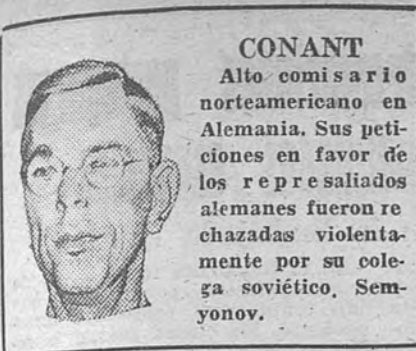 CONANT
Alto comisario
norteamericano en
Alemania. Sus peti-
ciones en favor de
los represaliados
alemanes fueron re
chazadas violenta-
mente por su cole-
ga soviético. Sem-
yonov.